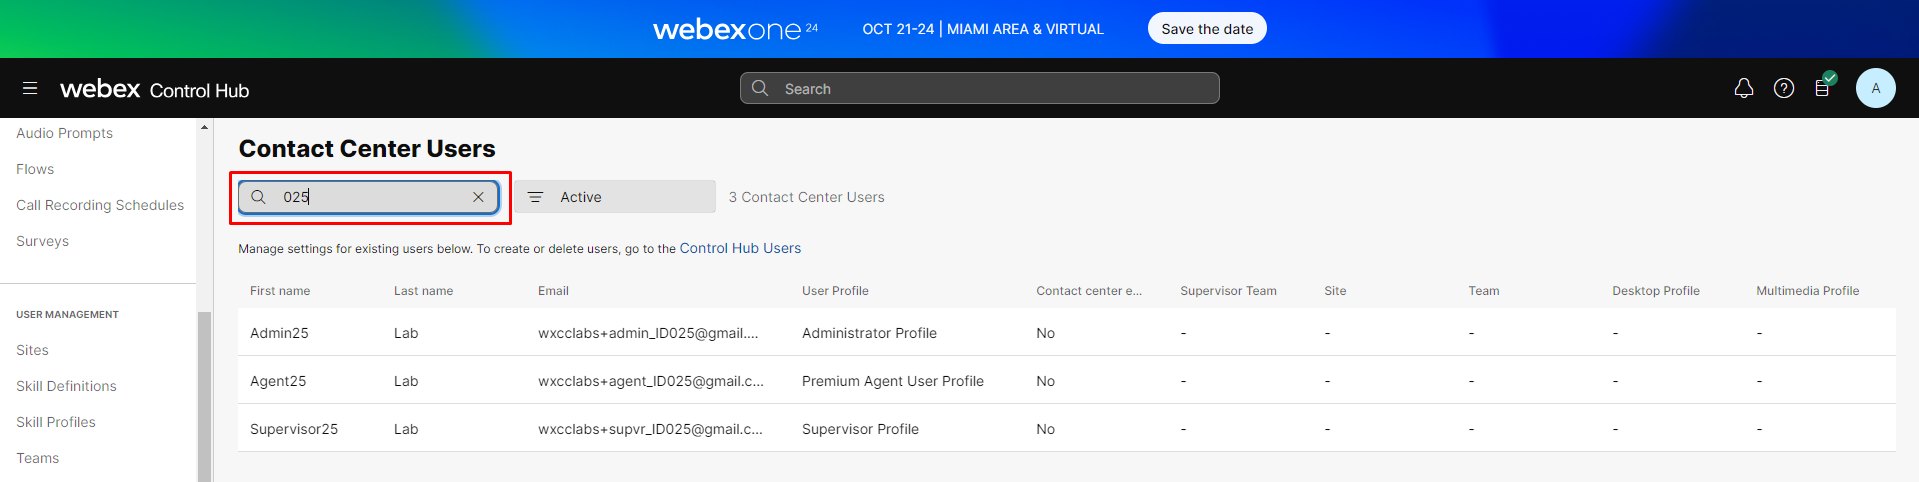 webexone 24 OCT 21-24 | MIAMI AREA & VIRTUAL Save the date
webex Control Hub Search A
Audio Prompts
Flows
Call Recording Schedules
Surveys
USER MANAGEMENT
Sites
Skill Definitions
Skill Profiles
Teams
Contact Center Users
025 Active 3 Contact Center Users
Manage settings for existing users below. To create or delete users, go to the Control Hub Users
First name Last name Email User Profile Contact center e... Supervisor Team Site Team Desktop Profile Multimedia Profile
Admin25 Lab wxcclabs+admin_ID025@gmail.... Administrator Profile No - - - - -
Agent25 Lab wxcclabs+agent_ID025@gmail.c... Premium Agent User Profile No - - - - -
Supervisor25 Lab wxcclabs+supvr_ID025@gmail.c... Supervisor Profile No - - - - -